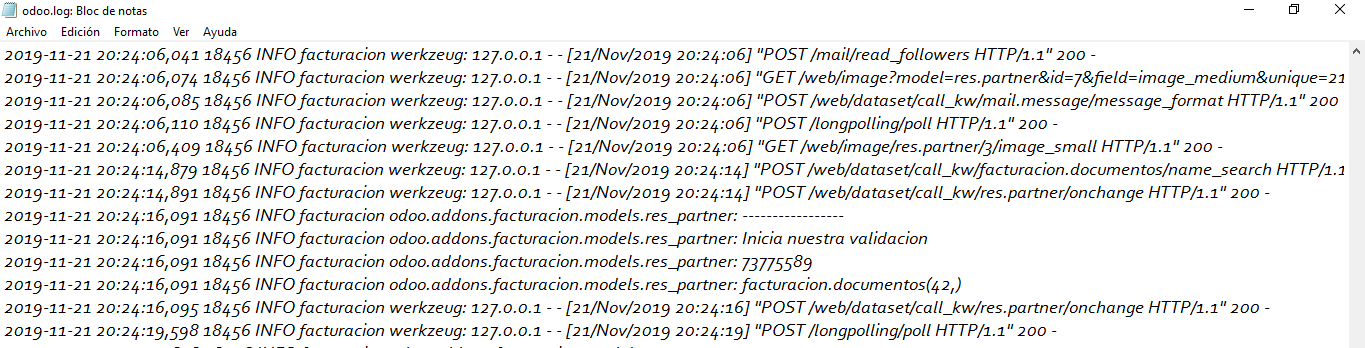 odoo.log: Bloc de notas
Archivo Edición Formato Ver Ayuda
2019-11-21 20:24:06,041 18456 INFO facturacion werkzeug: 127.0.0.1 - - [21/Nov/2019 20:24:06] "POST /mail/read_followers HTTP/1.1" 200 -
2019-11-21 20:24:06,074 18456 INFO facturacion werkzeug: 127.0.0.1 - - [21/Nov/2019 20:24:06] "GET /web/image?model=res.partner&id=7&field=image_medium&unique=21
2019-11-21 20:24:06,085 18456 INFO facturacion werkzeug: 127.0.0.1 - - [21/Nov/2019 20:24:06] "POST /web/dataset/call_kw/mail.message/message_format HTTP/1.1" 200
2019-11-21 20:24:06,110 18456 INFO facturacion werkzeug: 127.0.0.1 - - [21/Nov/2019 20:24:06] "POST /longpolling/poll HTTP/1.1" 200 -
2019-11-21 20:24:06,409 18456 INFO facturacion werkzeug: 127.0.0.1 - - [21/Nov/2019 20:24:06] "GET /web/image/res.partner/3/image_small HTTP/1.1" 200 -
2019-11-21 20:24:14,879 18456 INFO facturacion werkzeug: 127.0.0.1 - - [21/Nov/2019 20:24:14] "POST /web/dataset/call_kw/facturacion.documentos/name_search HTTP/1.1
2019-11-21 20:24:14,891 18456 INFO facturacion werkzeug: 127.0.0.1 - - [21/Nov/2019 20:24:14] "POST /web/dataset/call_kw/res.partner/onchange HTTP/1.1" 200 -
2019-11-21 20:24:16,091 18456 INFO facturacion odoo.addons.facturacion.models.res_partner: -----------------
2019-11-21 20:24:16,091 18456 INFO facturacion odoo.addons.facturacion.models.res_partner: Inicia nuestra validacion
2019-11-21 20:24:16,091 18456 INFO facturacion odoo.addons.facturacion.models.res_partner: 73775589
2019-11-21 20:24:16,091 18456 INFO facturacion odoo.addons.facturacion.models.res_partner: facturacion.documentos(42,)
2019-11-21 20:24:16,095 18456 INFO facturacion werkzeug: 127.0.0.1 - - [21/Nov/2019 20:24:16] "POST /web/dataset/call_kw/res.partner/onchange HTTP/1.1" 200 -
2019-11-21 20:24:19,598 18456 INFO facturacion werkzeug: 127.0.0.1 - - [21/Nov/2019 20:24:19] "POST /longpolling/poll HTTP/1.1" 200 -